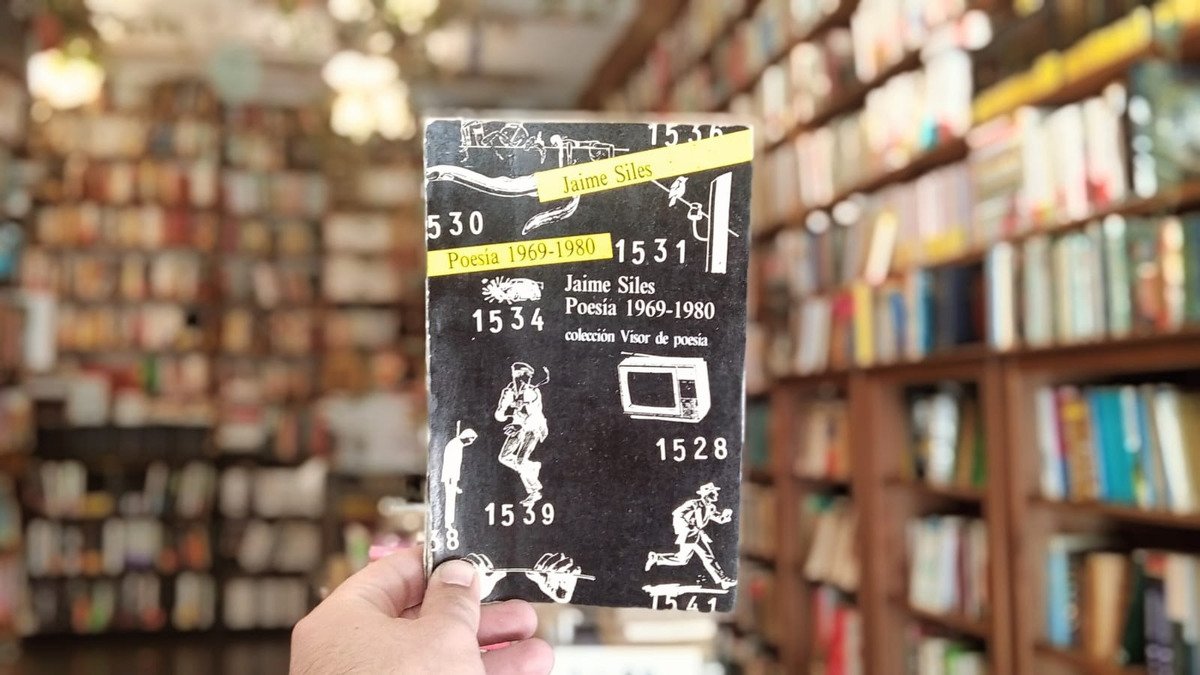 1536
Jaime Siles
530
Poesía 1969-1980
1531
Jaime Siles
Poesía 1969-1980
colección Visor de poesía
1534
1528
1539
38
1541